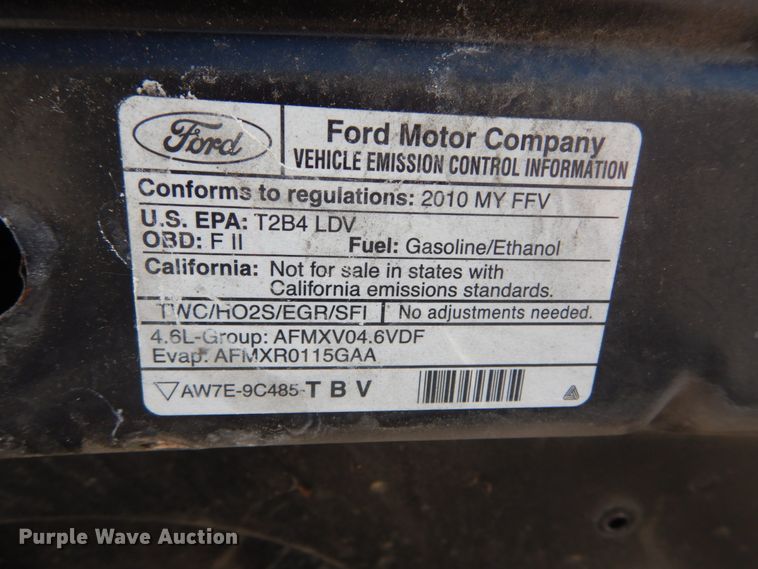 Ford
Ford Motor Company
VEHICLE EMISSION CONTROL INFORMATION
Conforms to regulations: 2010 MY FFV
U.S. EPA: T2B4 LDV
OBD: F II Fuel: Gasoline/Ethanol
California: Not for sale in states with
California emissions standards.
TWC/HO2S/EGR/SFI No adjustments needed.
4.6L-Group: AFMXV04.6VDF
Evap: AFMXR0115GAA
AW7E-9C485-T B V
Purple Wave Auction